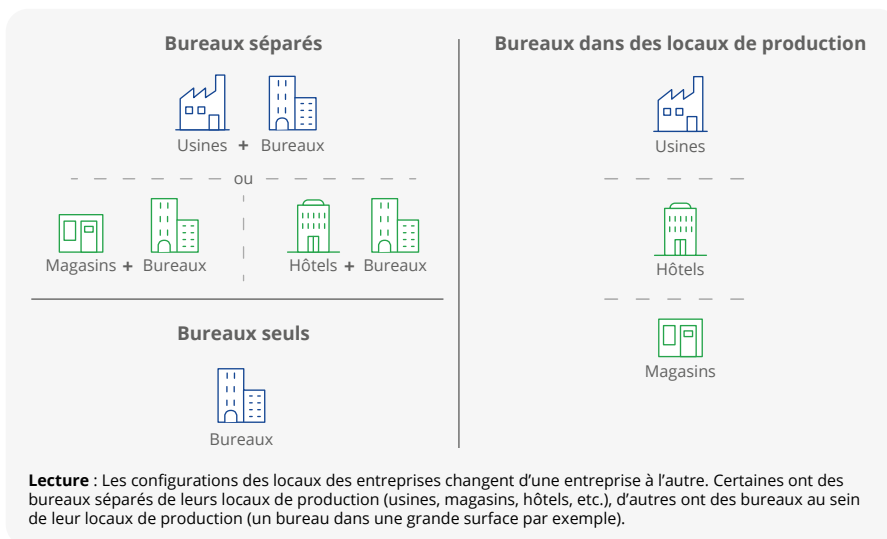 Bureaux séparés
Usines + Bureaux
ou
Magasins + Bureaux
Hôtels + Bureaux
Bureaux seuls
Bureaux
Bureaux dans des locaux de production
Usines
Hôtels
Magasins
Lecture : Les configurations des locaux des entreprises changent d’une entreprise à l’autre. Certaines ont des
bureaux séparés de leurs locaux de production (usines, magasins, hôtels, etc.), d’autres ont des bureaux au sein
de leur locaux de production (un bureau dans une grande surface par exemple).